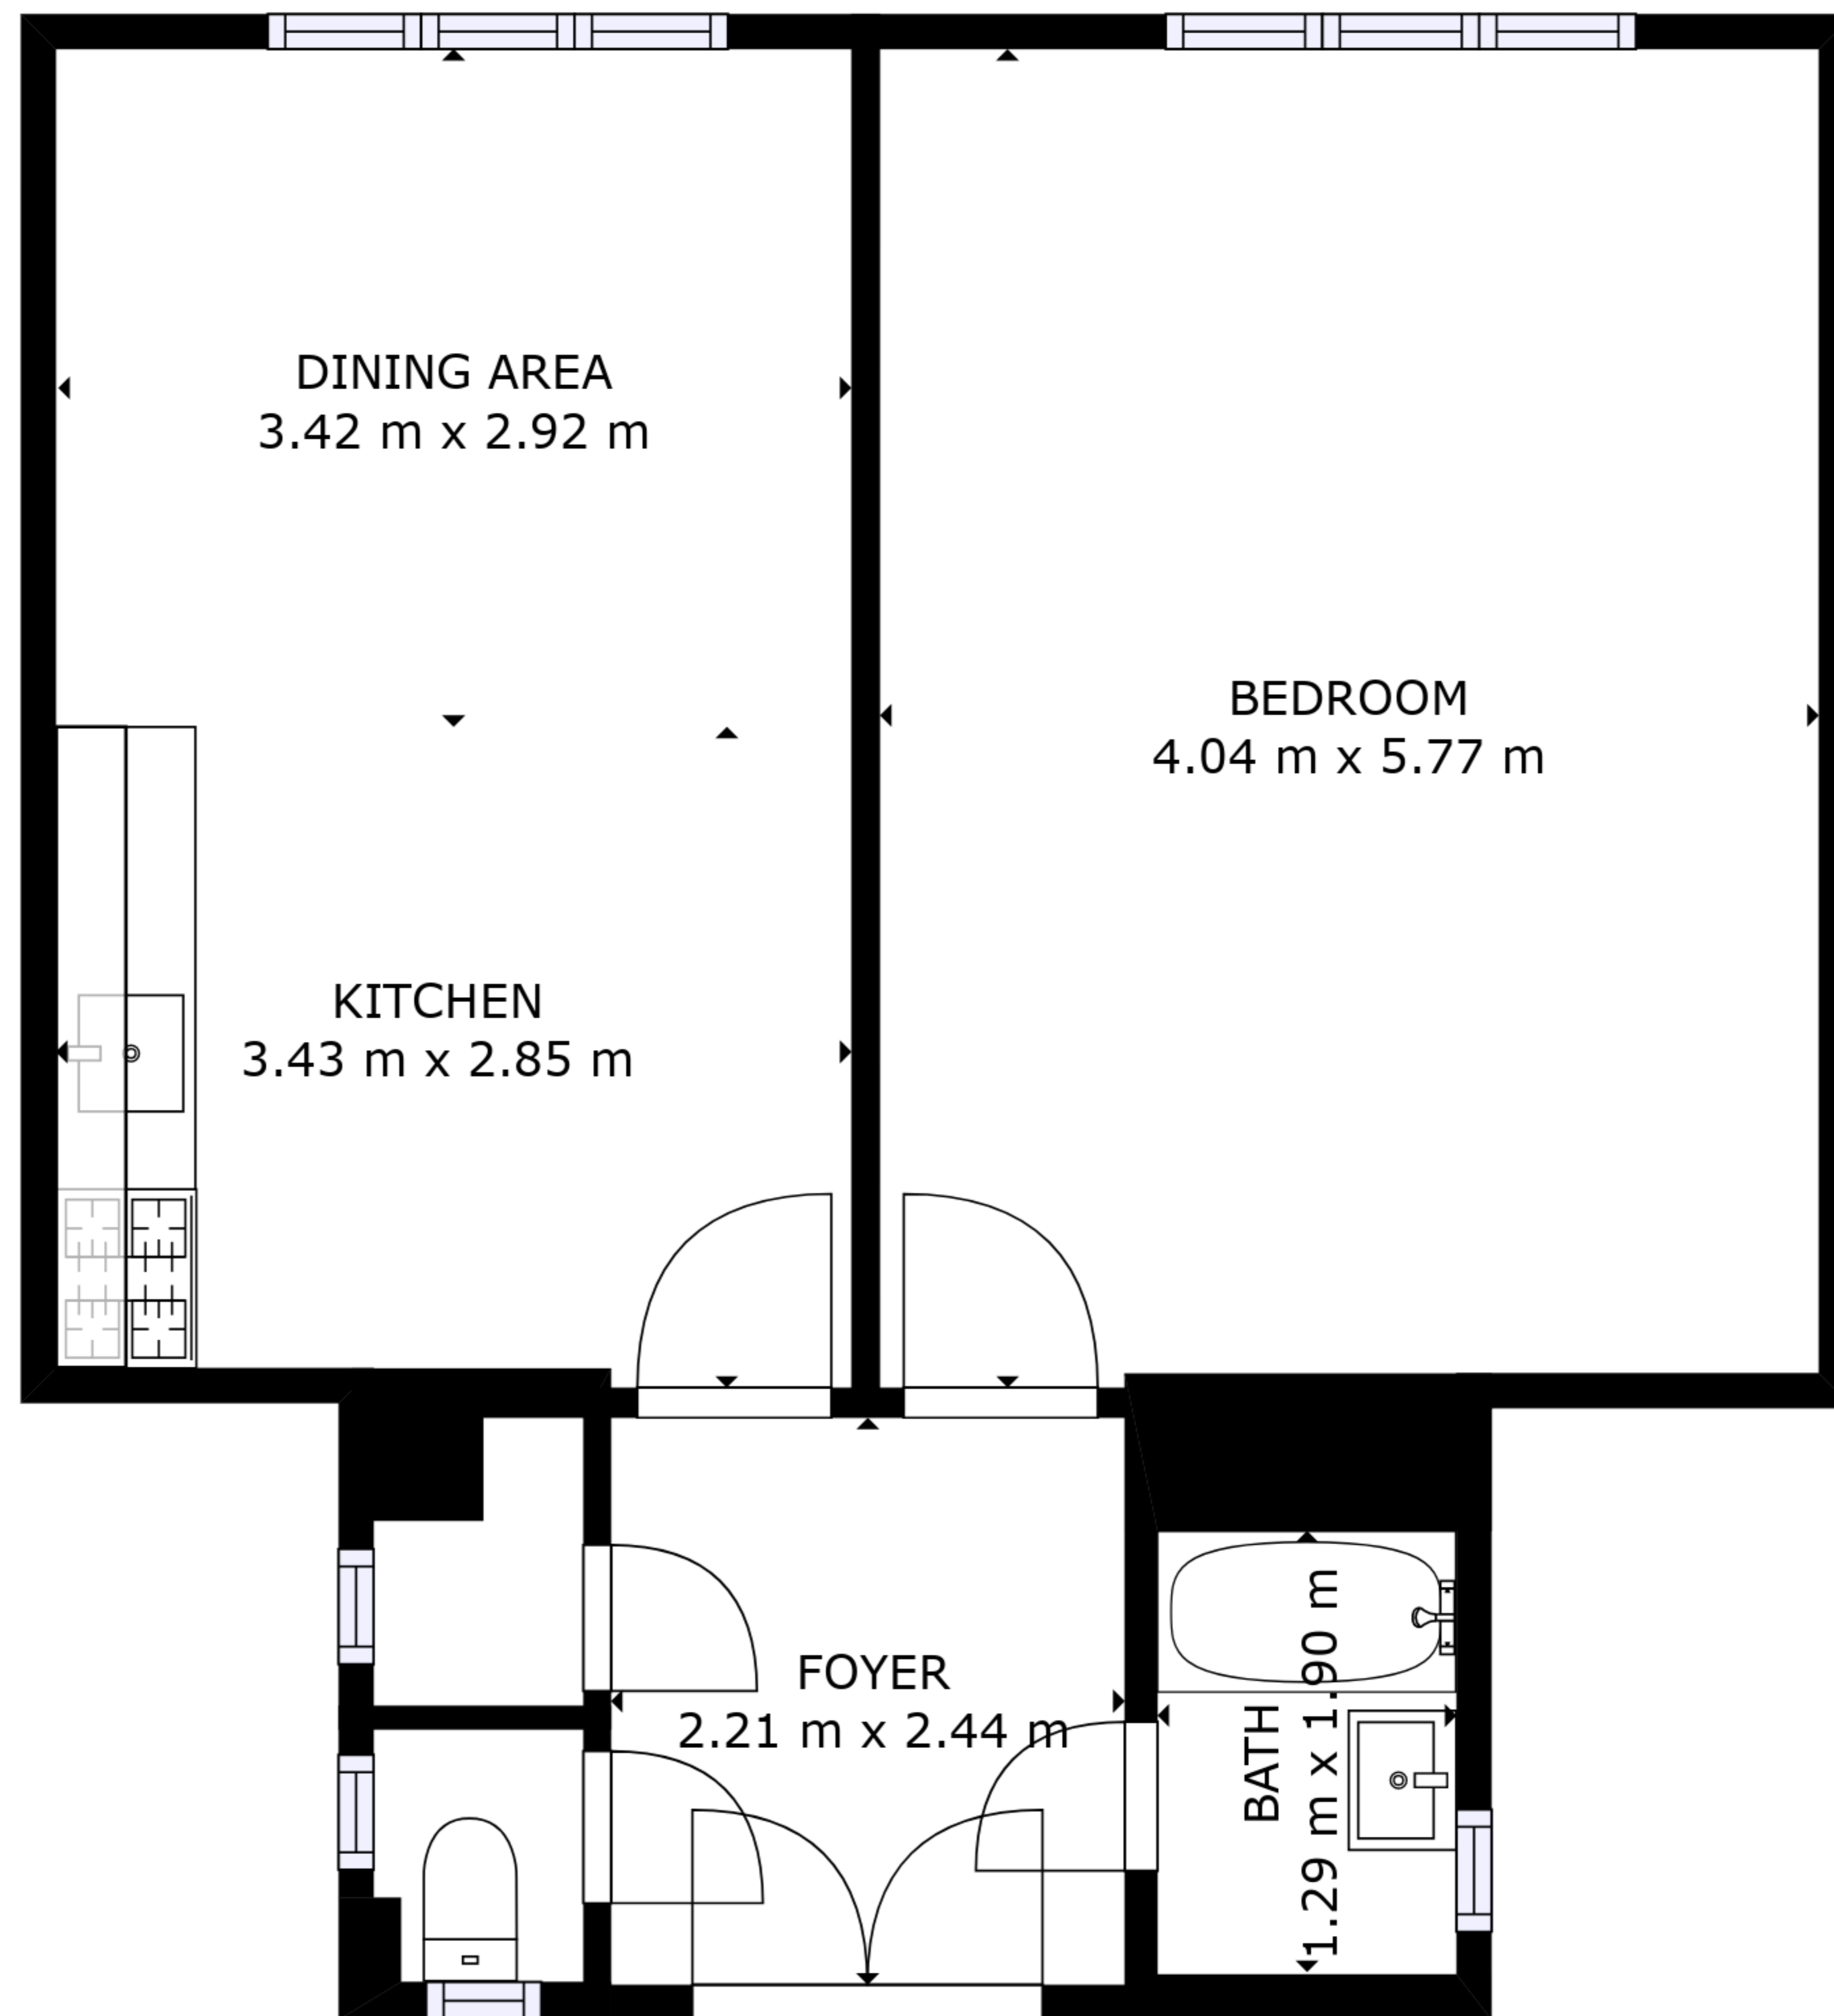 DINING AREA
3.42 m x 2.92 m
BEDROOM
4.04 m x 5.77 m
KITCHEN
3.43 m x 2.85 m
FOYER
2.21 m x 2.44 m
BATH
1.29 m x 1.90 m